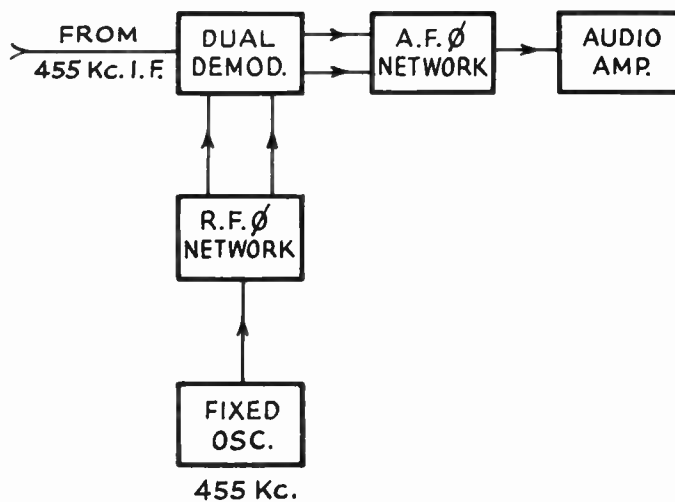 FROM
455 Kc. I.F.
DUAL
DEMOD.
A.F. Ø
NETWORK
AUDIO
AMP.
R.F. Ø
NETWORK
FIXED
OSC.
455 Kc.